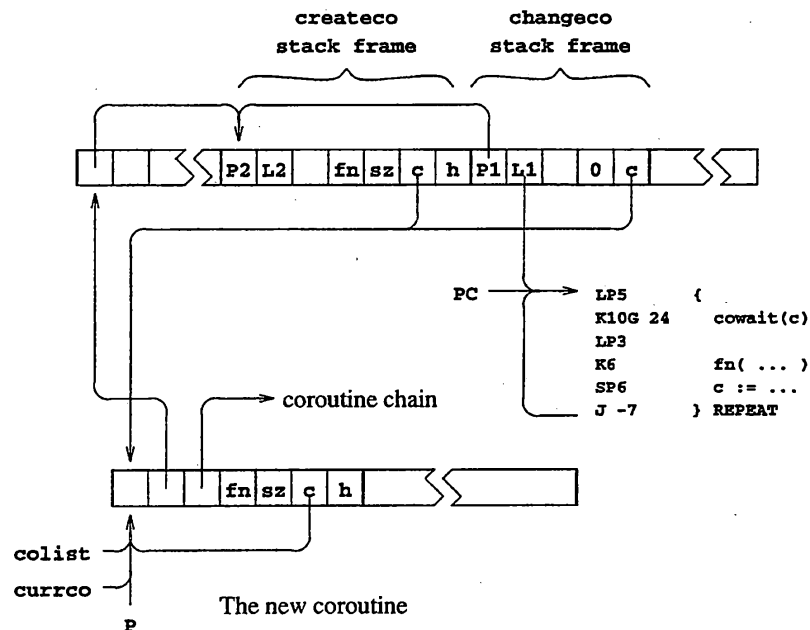 createco changeco
stack frame stack frame
P2 L2 fn sz c h P1 L1 0 c
PC LP5 {
K10G 24 cowait(c)
LP3
K6 fn( ... )
SP6 c := ...
J -7 } REPEAT
coroutine chain
fn sz c h
colist
currco
P
The new coroutine